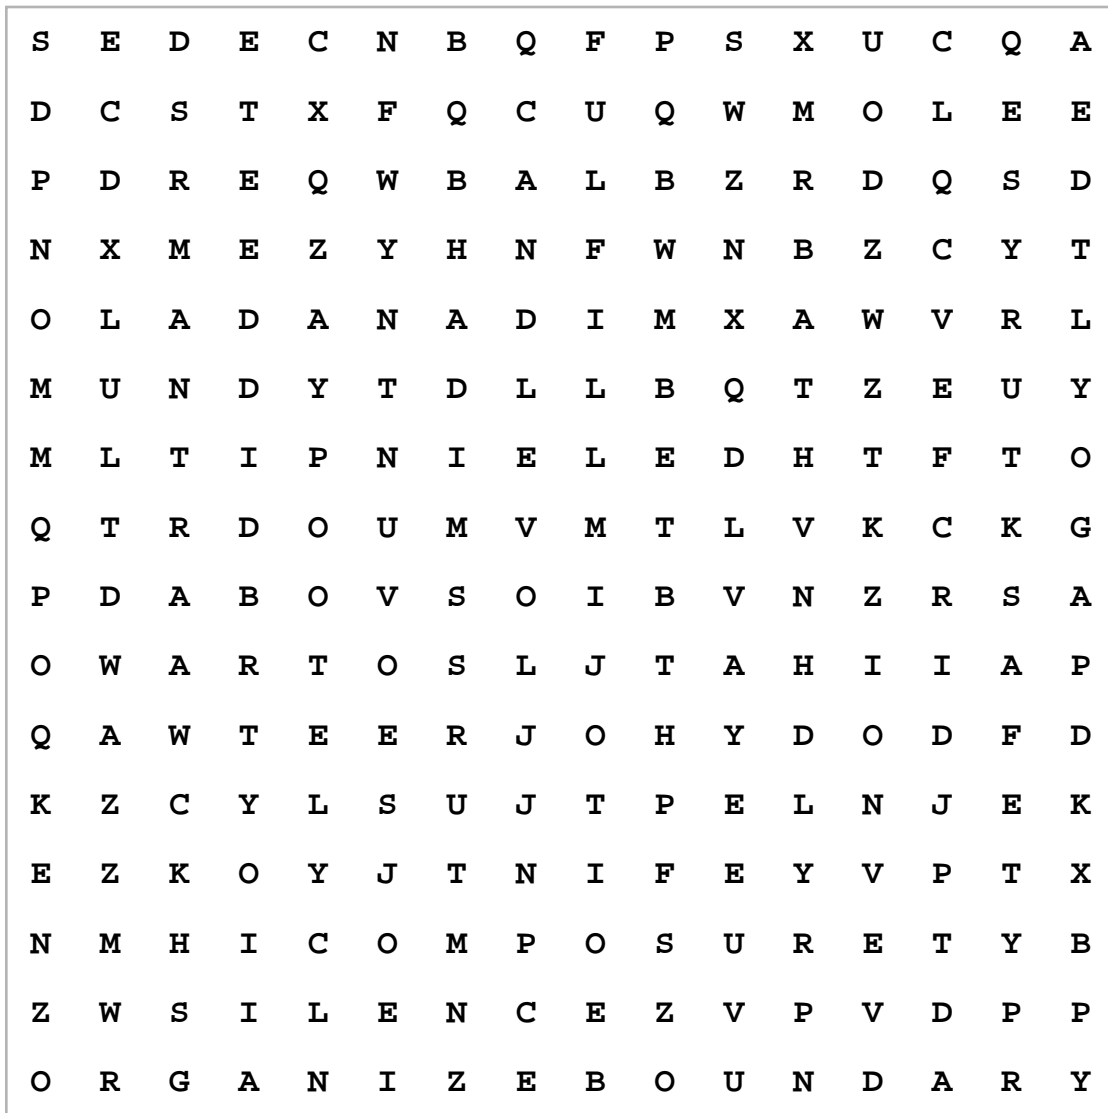 S E D E C N B Q F P S X U C Q A
D C S T X F Q C U Q W M O L E E
P D R E Q W B A L B Z R D Q S D
N X M E Z Y H N F W N B Z C Y T
O L A D A N A D I M X A W V R L
M U N D Y T D L L B Q T Z E U Y
M L T I P N I E L E D H T F T O
Q T R D O U M V M T L V K C K G
P D A B O V S O I B V N Z R S A
O W A R T O S L J T A H I I A P
Q A W T E E R J O H Y D O D F D
K Z C Y L S U J T P E L N J E K
E Z K O Y J T N I F E Y V P T X
N M H I C O M P O S U R E T Y B
Z W S I L E N C E Z V P V D P P
O R G A N I Z E B O U N D A R Y